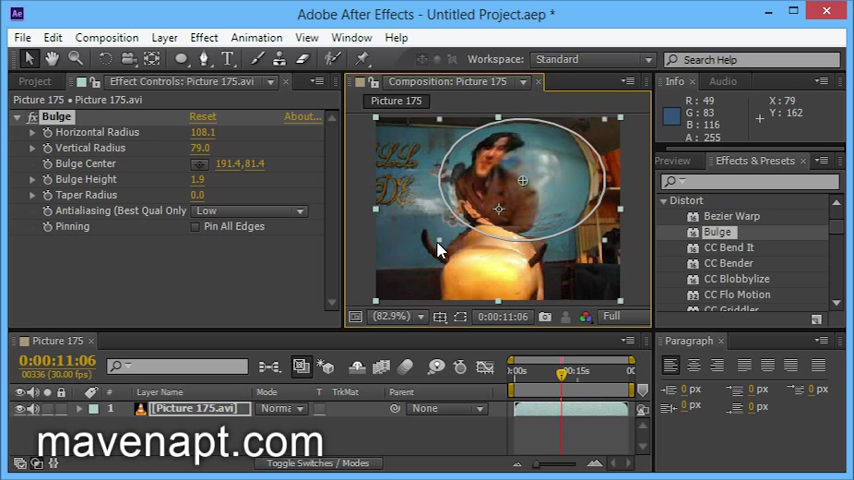 Ae Adobe After Effects - Untitled Project.aep *
File Edit Composition Layer Effect Animation View Window Help
Workspace: Standard Search Help
Project Effect Controls: Picture 175.avi Composition: Picture 175 Info Audio
Picture 175 • Picture 175.avi Picture 175
fx Bulge Reset About...
Horizontal Radius 108.1
Vertical Radius 79.0
Bulge Center 191.4,81.4
Bulge Height 1.9
Taper Radius 0.0
Antialiasing (Best Qual Only Low
Pinning Pin All Edges
R: 49 X: 79
G: 83 Y: 162
B: 116
A: 255
Preview Effects & Presets
Distort
Bezier Warp
Bulge
CC Bend It
CC Bender
CC Blobbylize
CC Flo Motion
CC Griddler
(82.9%) 0:00:11:06 Full
Picture 175
0:00:11:06
00336 (30.00 fps)
:00s 00:15s 00
# Layer Name Mode T TrkMat Parent
1 [Picture 175.avi] Norma None
Toggle Switches / Modes
Paragraph
0 px 0 px 0 px
0 px 0 px
mavenapt.com